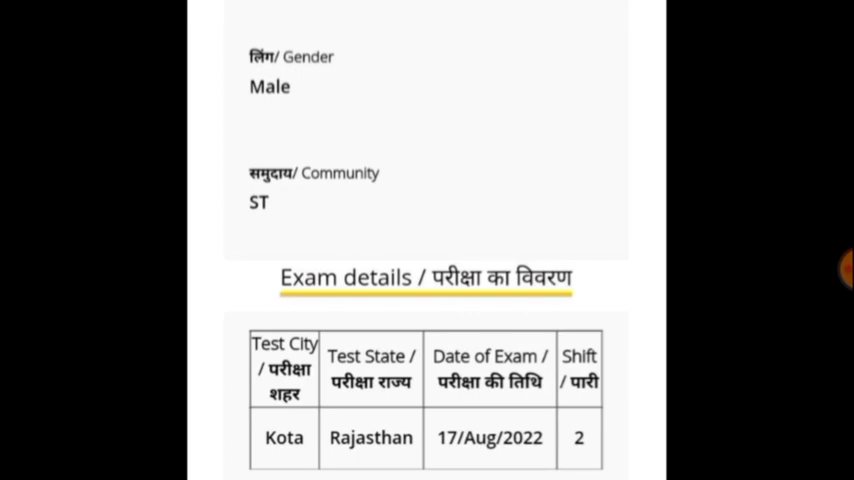 लिंग/ Gender
Male
समुदाय/ Community
ST
Exam details / परीक्षा का विवरण
Test City / परीक्षा शहर
Test State / परीक्षा राज्य
Date of Exam / परीक्षा की तिथि
Shift / पारी
Kota Rajasthan 17/Aug/2022 2